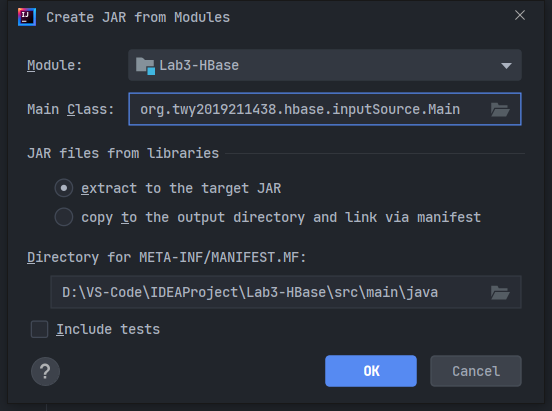 Create JAR from Modules
Module: Lab3-HBase
Main Class: org.twy2019211438.hbase.inputSource.Main
JAR files from libraries
extract to the target JAR
copy to the output directory and link via manifest
Directory for META-INF/MANIFEST.MF:
D:\VS-Code\IDEAProject\Lab3-HBase\src\main\java
Include tests
? OK Cancel